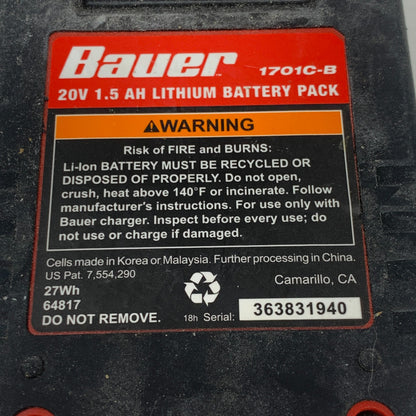 Bauer™ 1701C-B
20V 1.5 AH LITHIUM BATTERY PACK
WARNING
Risk of FIRE and BURNS:
Li-Ion BATTERY MUST BE RECYCLED OR
DISPOSED OF PROPERLY. Do not open,
crush, heat above 140°F or incinerate. Follow
manufacturer's instructions. For use only with
Bauer charger. Inspect before every use; do
not use or charge if damaged.
Cells made in Korea or Malaysia. Further processing in China.
US Pat. 7,554,290
27Wh Camarillo, CA
64817
DO NOT REMOVE. 18h Serial: 363831940